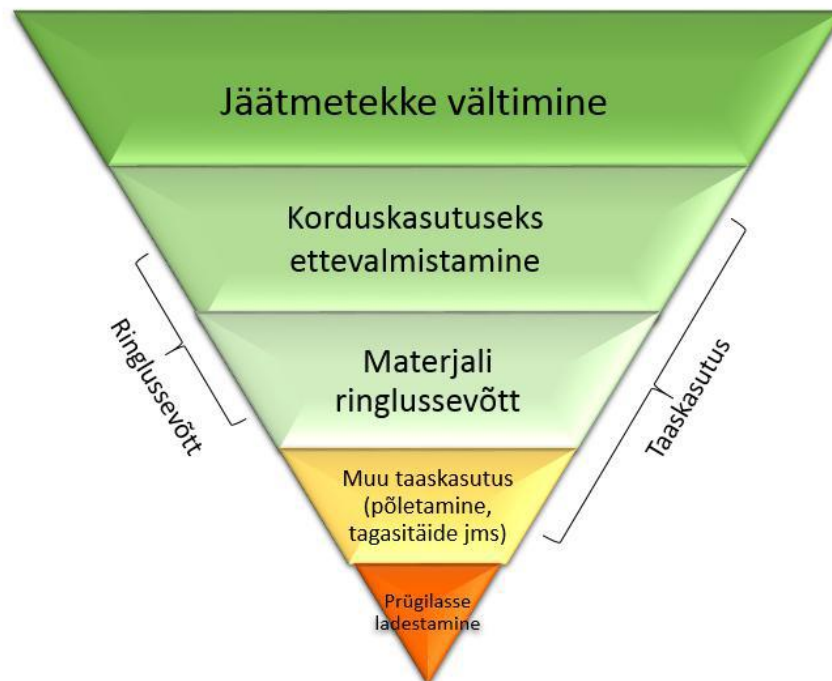 Jäätmetekke vältimine
Korduskasutuseks
ettevalmistamine
Materjali
ringlussevõtt
Muu taaskasutus
(põletamine,
tagasitäide jms)
Prügilasse
ladestamine
Ringlussevõtt
Taaskasutus